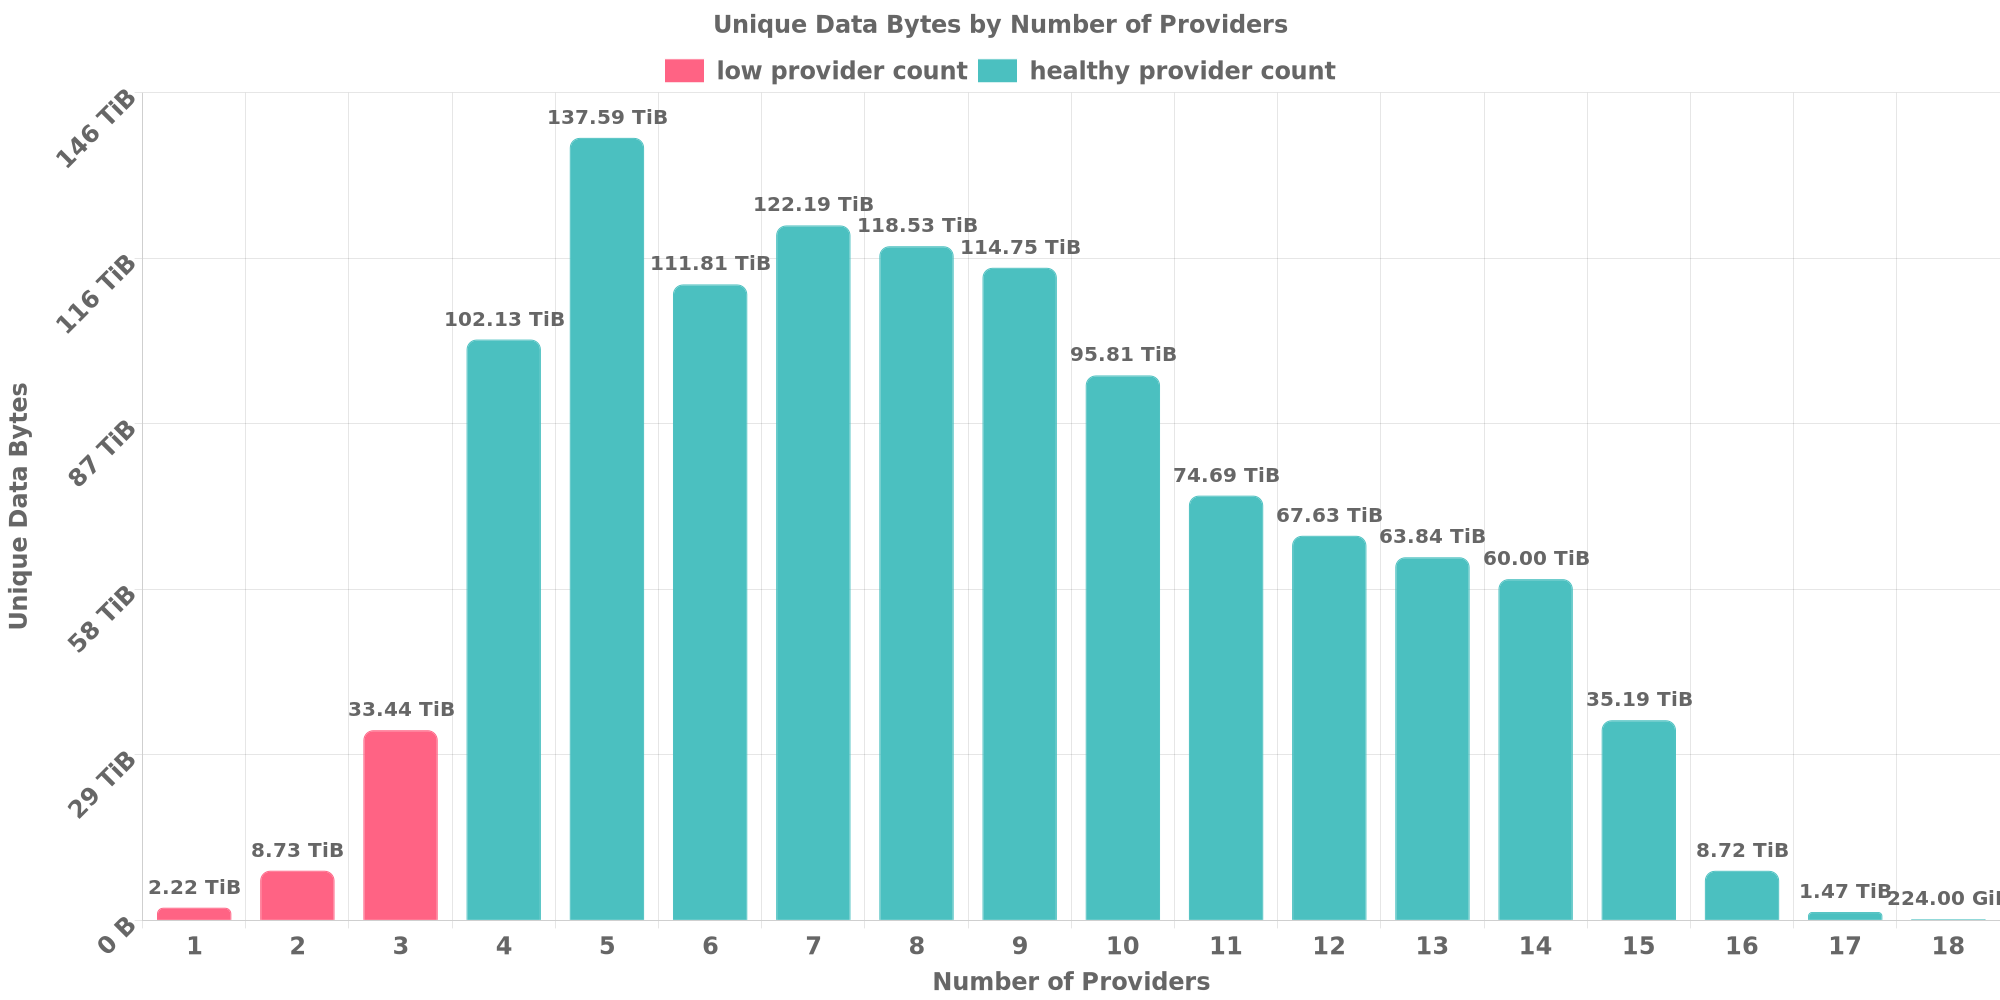 Unique Data Bytes by Number of Providers
low provider count healthy provider count
146 TiB
116 TiB
87 TiB
58 TiB
29 TiB
0 B
Unique Data Bytes
2.22 TiB
8.73 TiB
33.44 TiB
102.13 TiB
137.59 TiB
111.81 TiB
122.19 TiB
118.53 TiB
114.75 TiB
95.81 TiB
74.69 TiB
67.63 TiB
63.84 TiB
60.00 TiB
35.19 TiB
8.72 TiB
1.47 TiB
224.00
1 2 3 4 5 6 7 8 9 10 11 12 13 14 15 16 17 18
Number of Providers